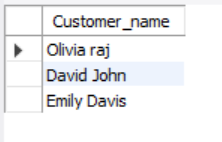 Customer_name
Olivia raj
David John
Emily Davis